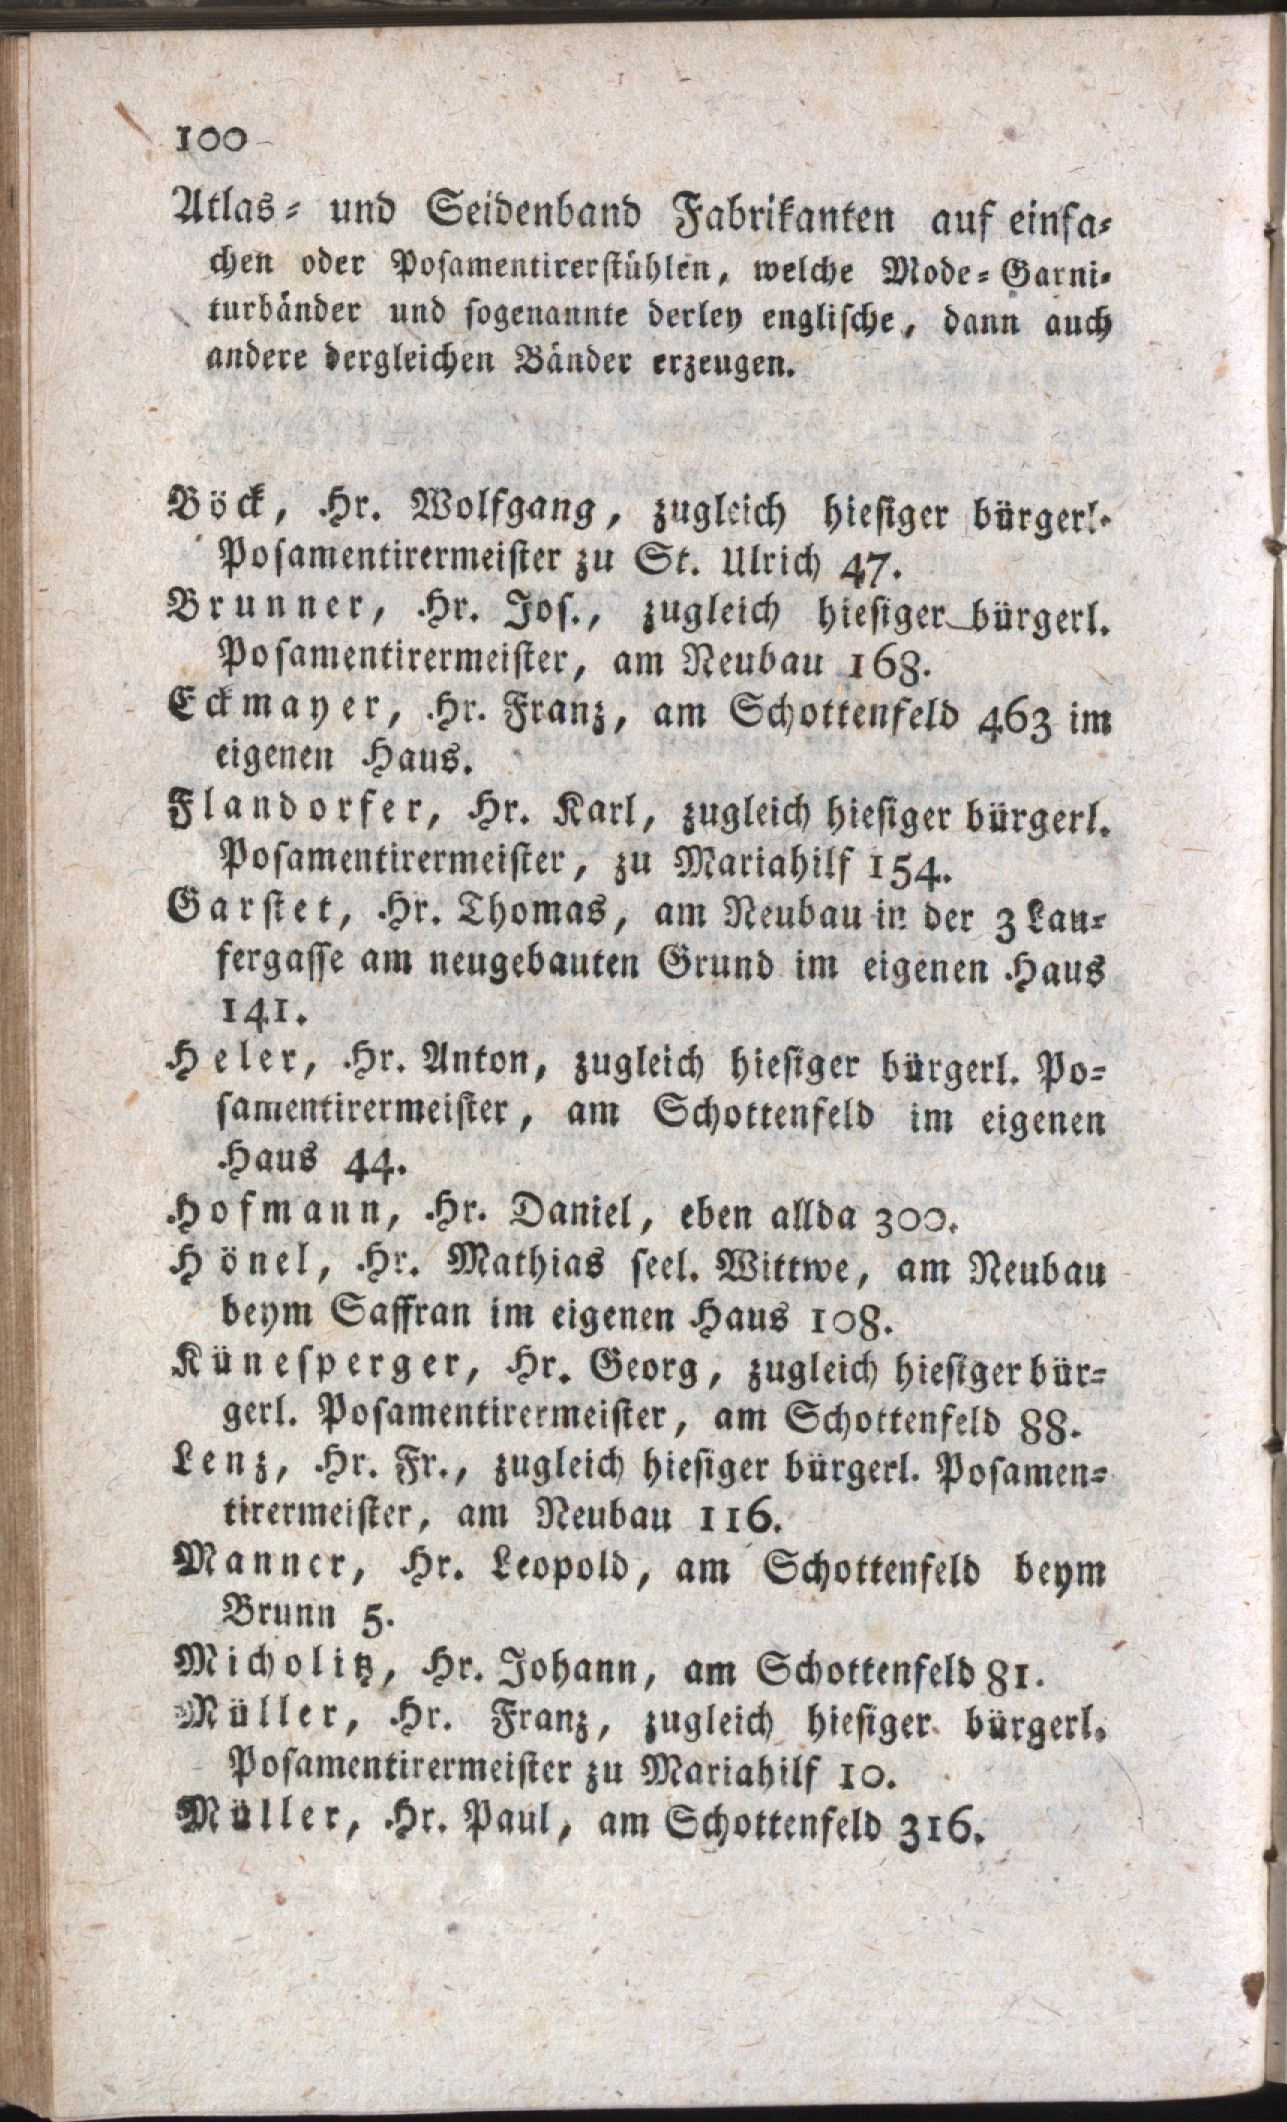 100
Atlas- und Seidenband Fabrikanten auf einfa-
chen oder Posamentirerstühlen, welche Mode-Garni-
turbänder und sogenannte derley englische, dann auch
andere dergleichen Bänder erzeugen.
Böck, Hr. Wolfgang, zugleich hiesiger bürgerl.
Posamentirermeister zu St. Ulrich 47.
Brunner, Hr. Jos., zugleich hiesiger bürgerl.
Posamentirermeister, am Neubau 168.
Eckmayer, Hr. Franz, am Schottenfeld 463 im
eigenen Haus.
Flandorfer, Hr. Karl, zugleich hiesiger bürgerl.
Posamentirermeister, zu Mariahilf 154.
Garstet, Hr. Thomas, am Neubau in der 3 Lau-
fergasse am neugebauten Grund im eigenen Haus
141.
Heler, Hr. Anton, zugleich hiesiger bürgerl. Po-
samentirermeister, am Schottenfeld im eigenen
Haus 44.
Hofmann, Hr. Daniel, eben allda 300.
Hönel, Hr. Mathias seel. Wittwe, am Neubau
beym Saffran im eigenen Haus 108.
Künesperger, Hr. Georg, zugleich hiesiger bür-
gerl. Posamentirermeister, am Schottenfeld 88.
Lenz, Hr. Fr., zugleich hiesiger bürgerl. Posamen-
tirermeister, am Neubau 116.
Manner, Hr. Leopold, am Schottenfeld beym
Brunn 5.
Micholitz, Hr. Johann, am Schottenfeld 81.
Müller, Hr. Franz, zugleich hiesiger bürgerl.
Posamentirermeister zu Mariahilf 10.
Müller, Hr. Paul, am Schottenfeld 316.